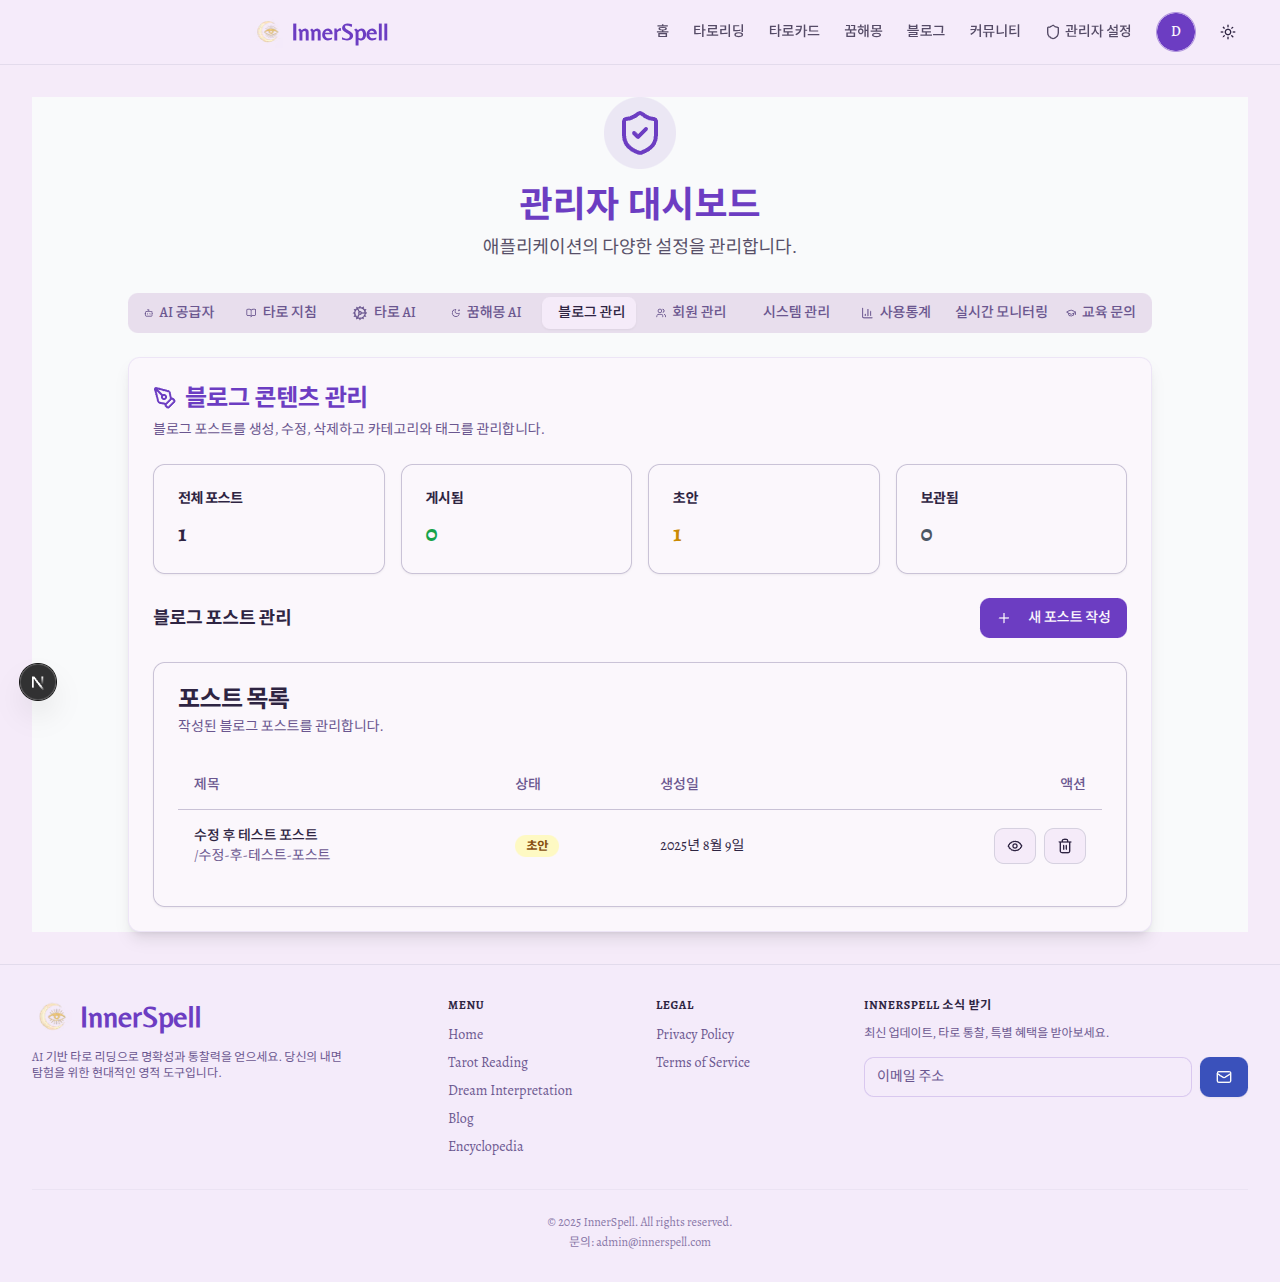 InnerSpell
홈
타로리딩
타로카드
꿈해몽
블로그
커뮤니티
관리자 설정
D
관리자 대시보드
애플리케이션의 다양한 설정을 관리합니다.
AI 공급자
타로 지침
타로 AI
꿈해몽 AI
블로그 관리
회원 관리
시스템 관리
사용통계
실시간 모니터링
교육 문의
블로그 콘텐츠 관리
블로그 포스트를 생성, 수정, 삭제하고 카테고리와 태그를 관리합니다.
전체 포스트
1
게시됨
0
초안
1
보관됨
0
블로그 포스트 관리
새 포스트 작성
N
포스트 목록
작성된 블로그 포스트를 관리합니다.
제목
상태
생성일
액션
수정 후 테스트 포스트
/수정-후-테스트-포스트
초안
2025년 8월 9일
InnerSpell
AI 기반 타로 리딩으로 명확성과 통찰력을 얻으세요. 당신의 내면
탐험을 위한 현대적인 영적 도구입니다.
MENU
Home
Tarot Reading
Dream Interpretation
Blog
Encyclopedia
LEGAL
Privacy Policy
Terms of Service
INNERSPELL 소식 받기
최신 업데이트, 타로 통찰, 특별 혜택을 받아보세요.
이메일 주소
© 2025 InnerSpell. All rights reserved.
문의: admin@innerspell.com